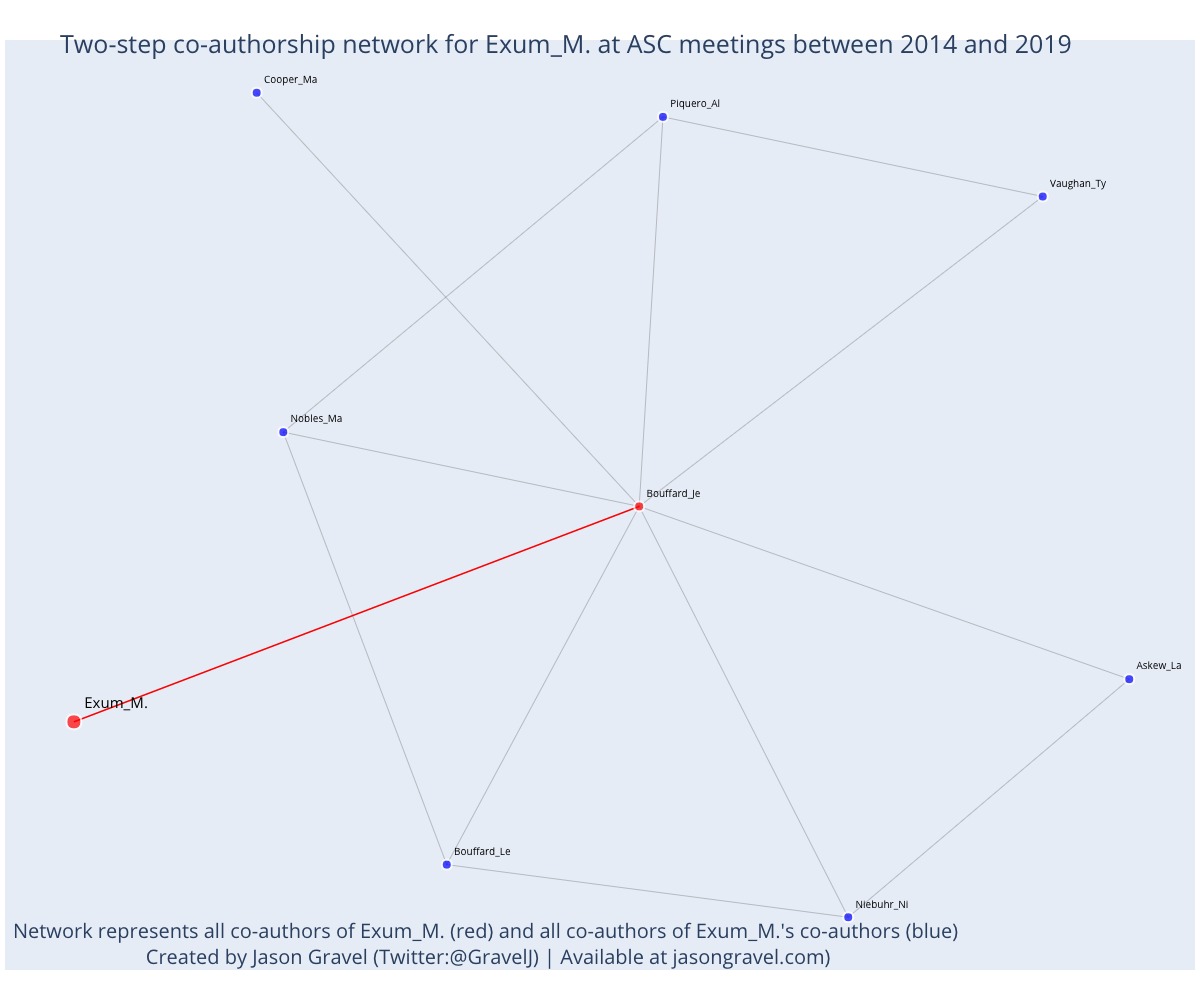 Two-step co-authorship network for Exum_M. at ASC meetings between 2014 and 2019
Cooper_Ma
Piquero_Al
Vaughan_Ty
Nobles_Ma
Bouffard_Je
Askew_La
Exum_M.
Bouffard_Le
Niebuhr_Ni
Network represents all co-authors of Exum_M. (red) and all co-authors of Exum_M.'s co-authors (blue)
Created by Jason Gravel (Twitter:@GravelJ) | Available at jasongravel.com)